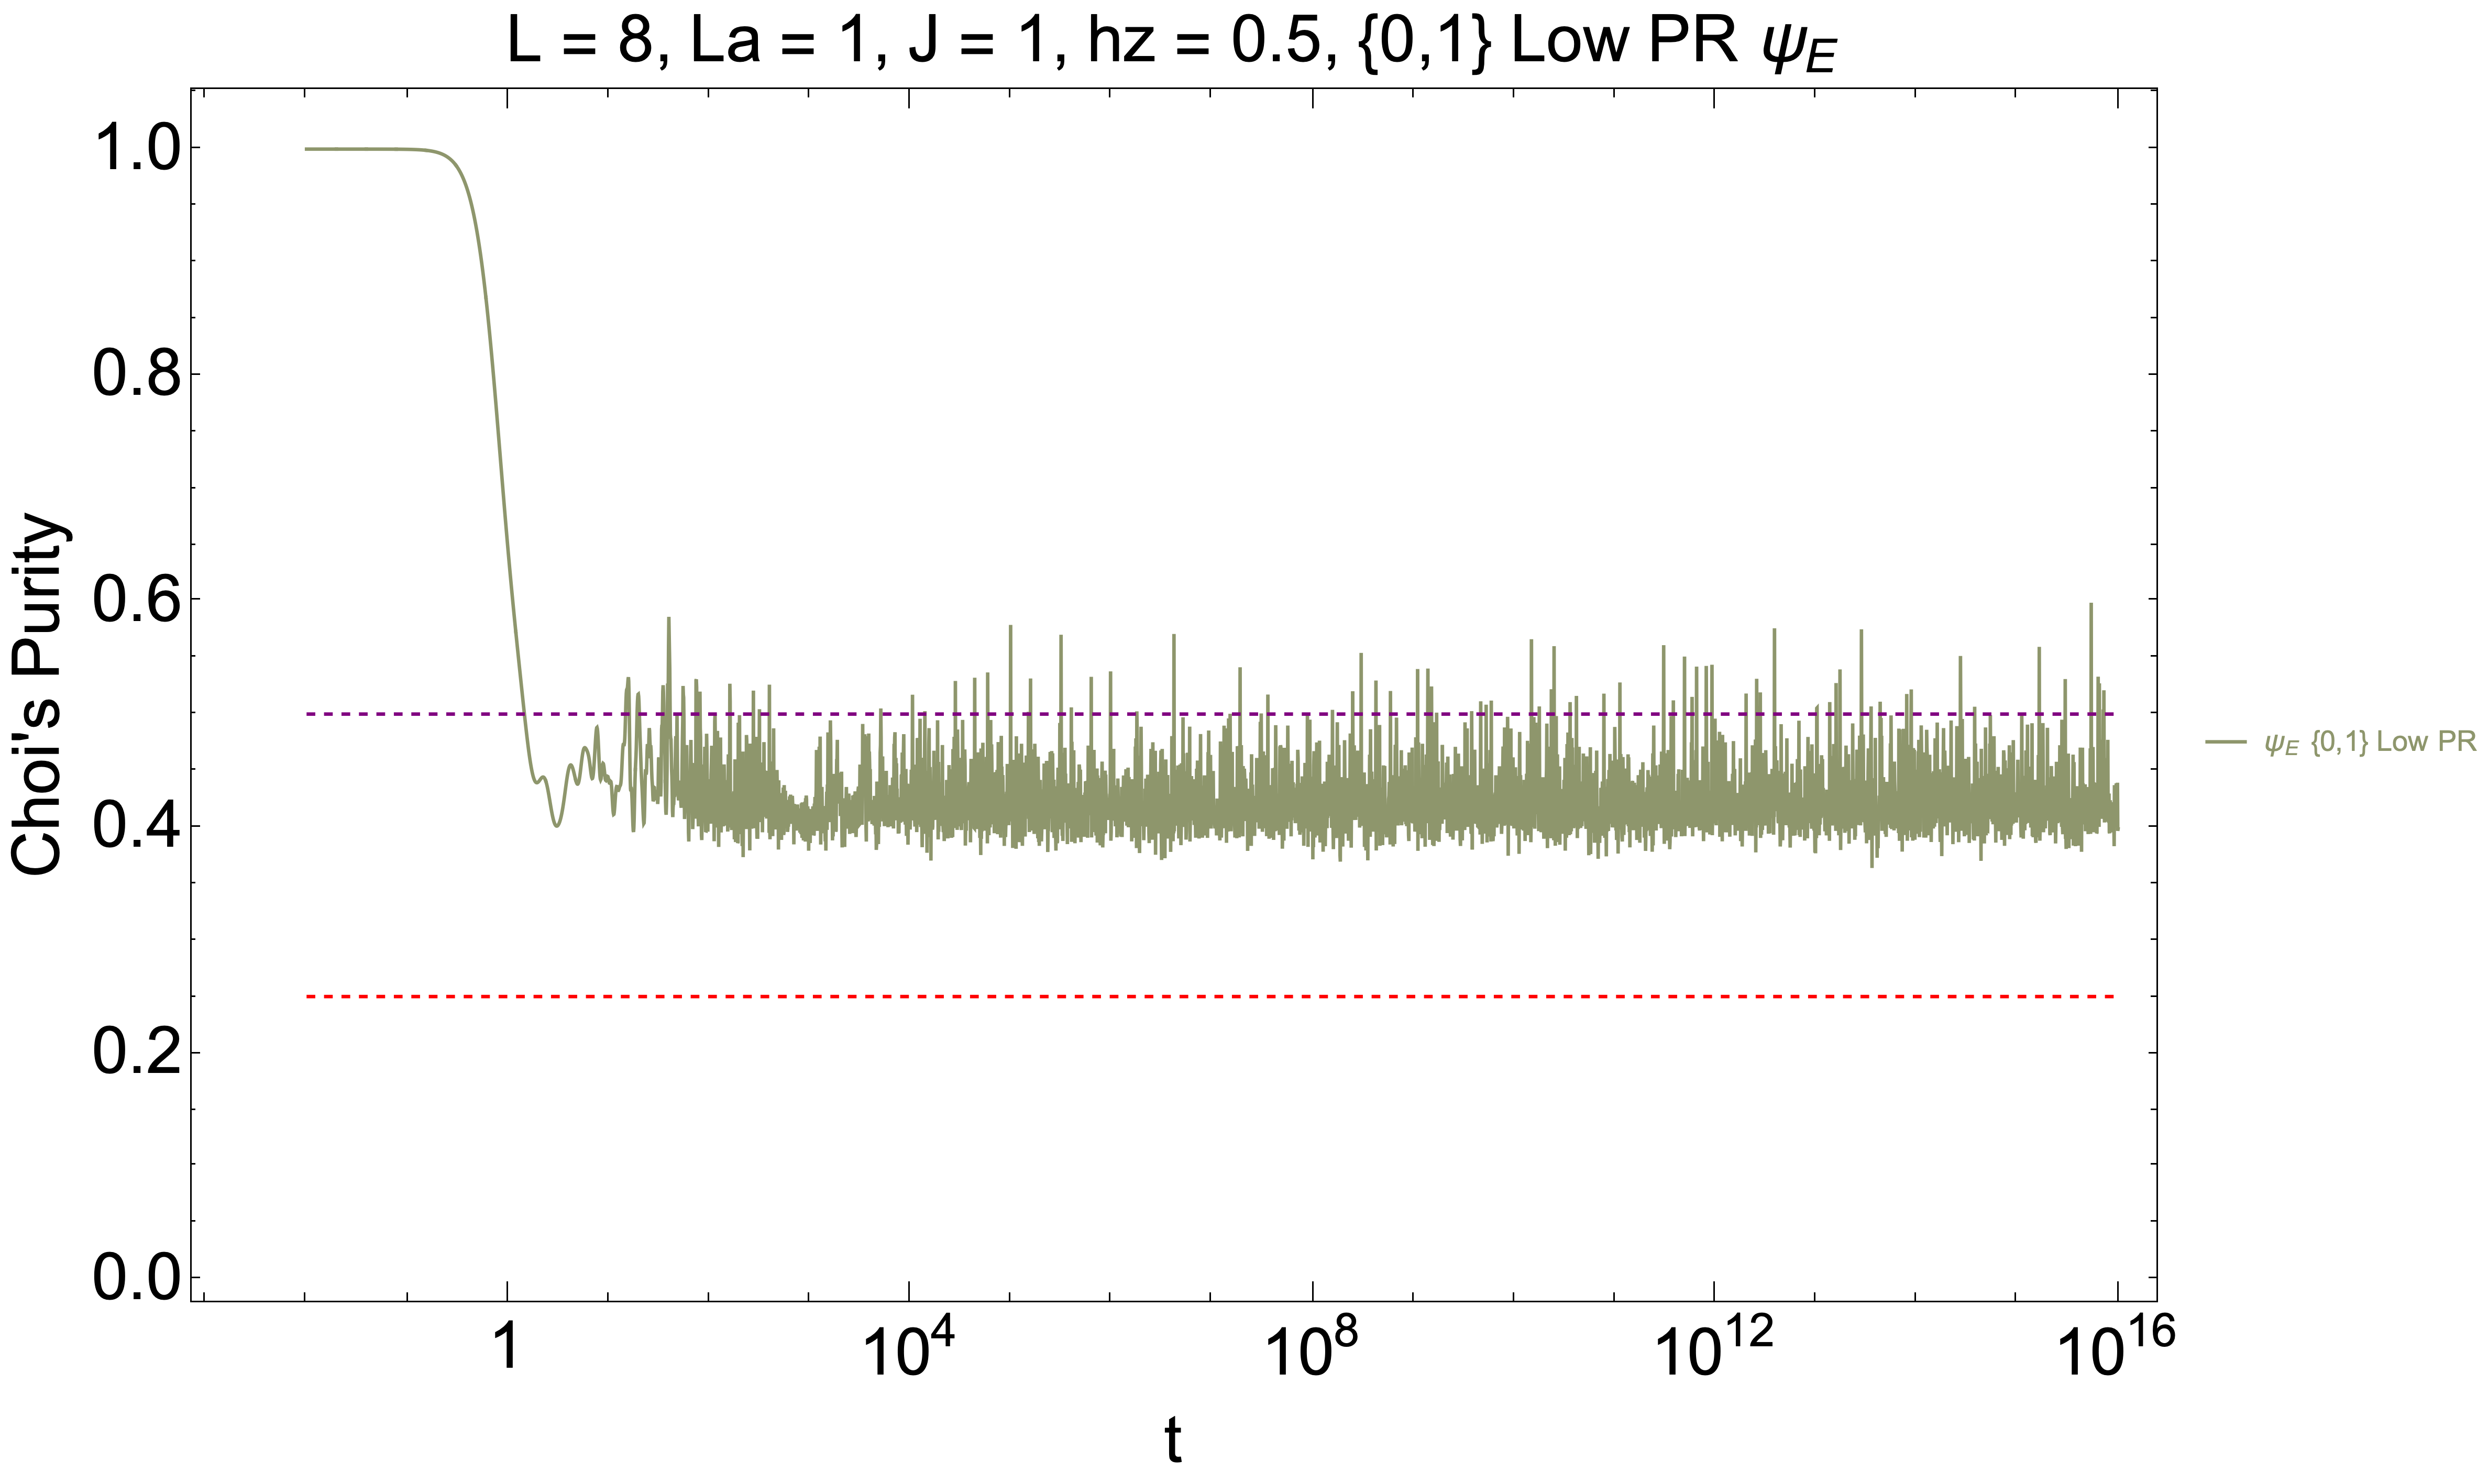 L = 8, La = 1, J = 1, hz = 0.5, {0,1} Low PR ψ_E
Choi's Purity
1.0
0.8
0.6
0.4
0.2
0.0
1
10^4
10^8
10^12
10^16
t
ψ_E {0,1} Low PR